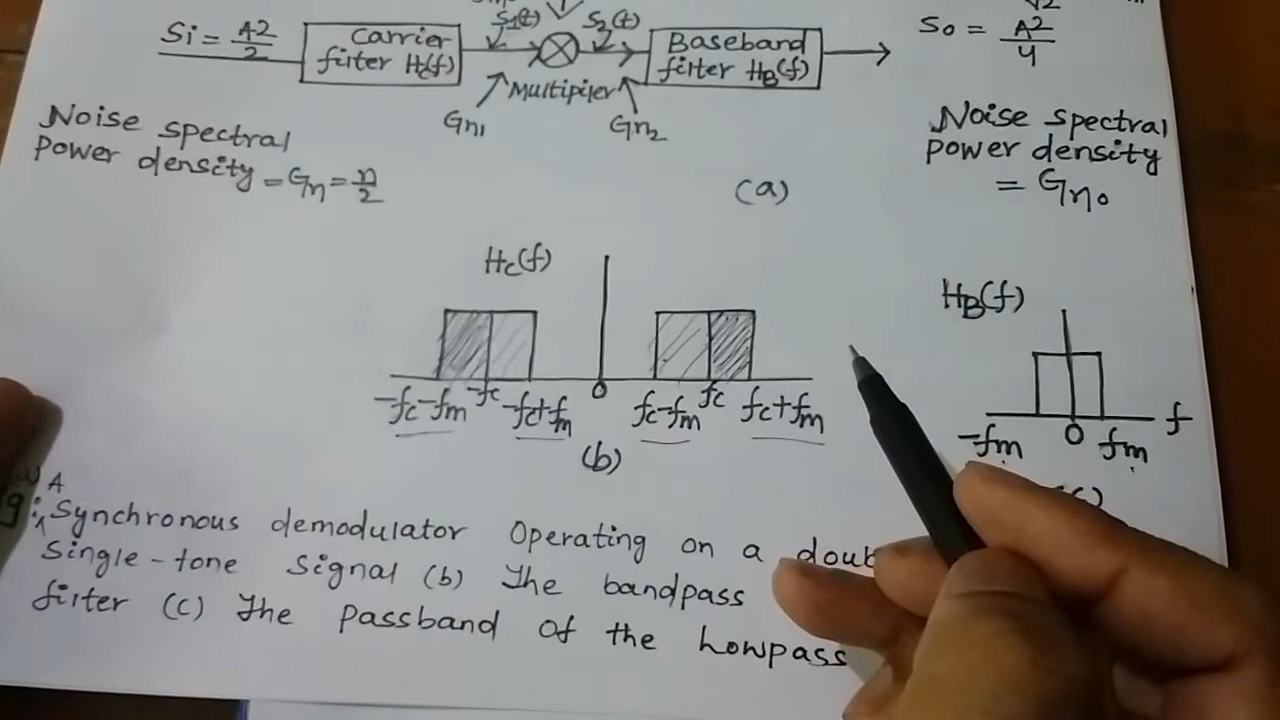 Si = A2/2
Carrier
filter Hc(f)
S1(t)
S2(t)
Multiplier
Gn1
Gn2
Baseband
filter HB(f)
So = A2/4
Noise spectral
Power density = Gn = n/2
Noise spectral
power density
= Gno
(a)
Hc(f)
-fc-fm -fc -fc+fm 0 fc-fm fc fc+fm
(b)
HB(f)
-fm 0 fm f
A
Synchronous demodulator Operating on a
Single-tone Signal (b) The bandpass
filter (c) The Passband of the Lowpass